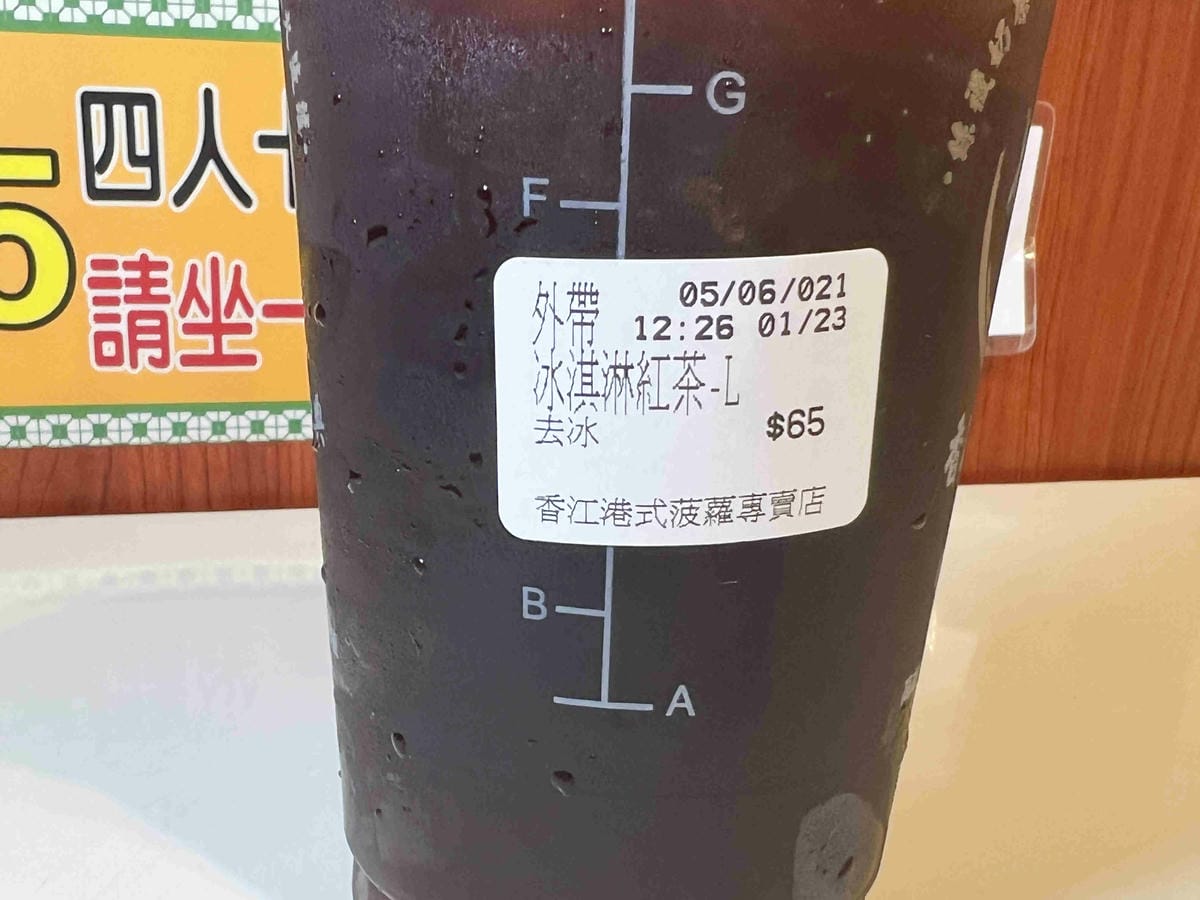 四人
請坐一
G
F
外帶 05/06/021
12:26 01/23
冰淇淋紅茶-L
去冰 $65
香江港式菠蘿專賣店
B
A